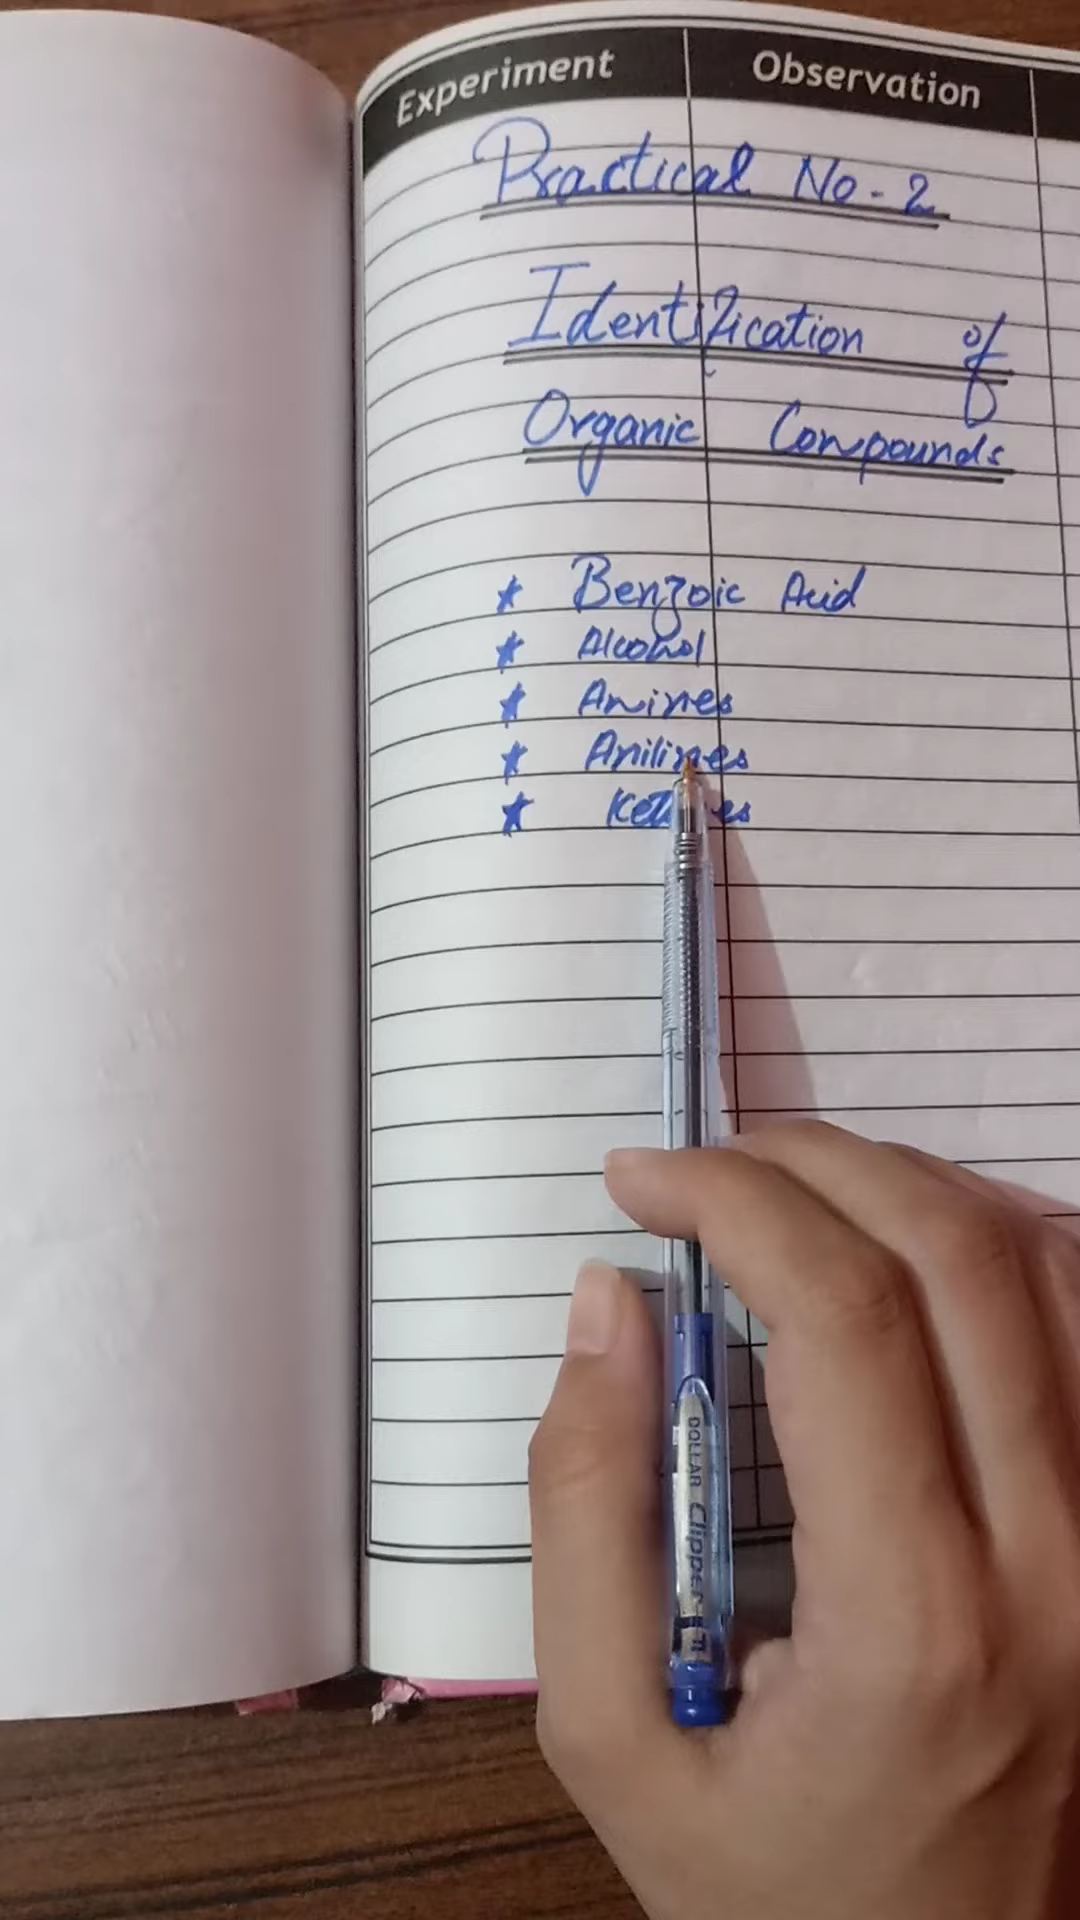 Experiment Observation
Practical No-2
Identification of
Organic Compounds
★ Benzoic Acid
★ Alcohol
★ Amines
★ Anilines
★
DOLLAR Clipper